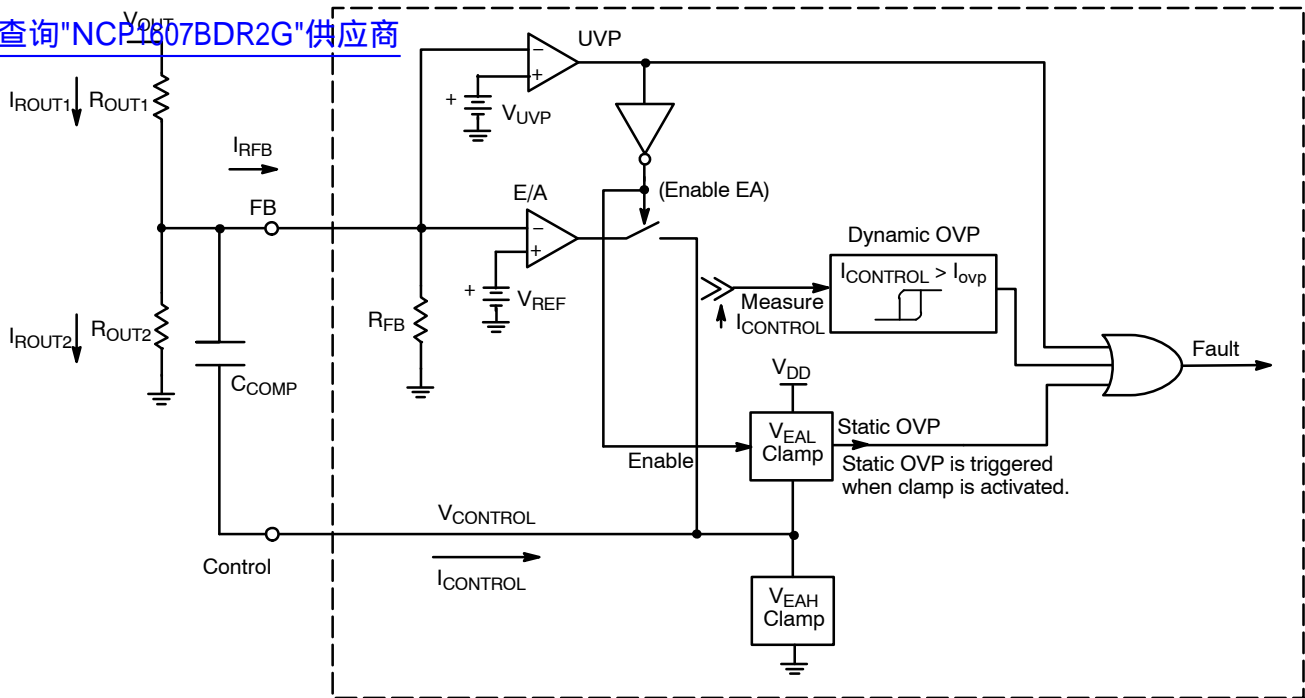 VOUT
查询"NCP1607BDR2G"供应商
UVP
IROUT1
ROUT1
+
−
+
VUVP
IRFB
(Enable EA)
E/A
FB
−
+
Dynamic OVP
ICONTROL > Iovp
+
VREF
Measure
ICONTROL
IROUT2
ROUT2
RFB
Fault
CCOMP
VDD
VEAL
Clamp
Static OVP
Enable
Static OVP is triggered
when clamp is activated.
VCONTROL
Control
ICONTROL
VEAH
Clamp